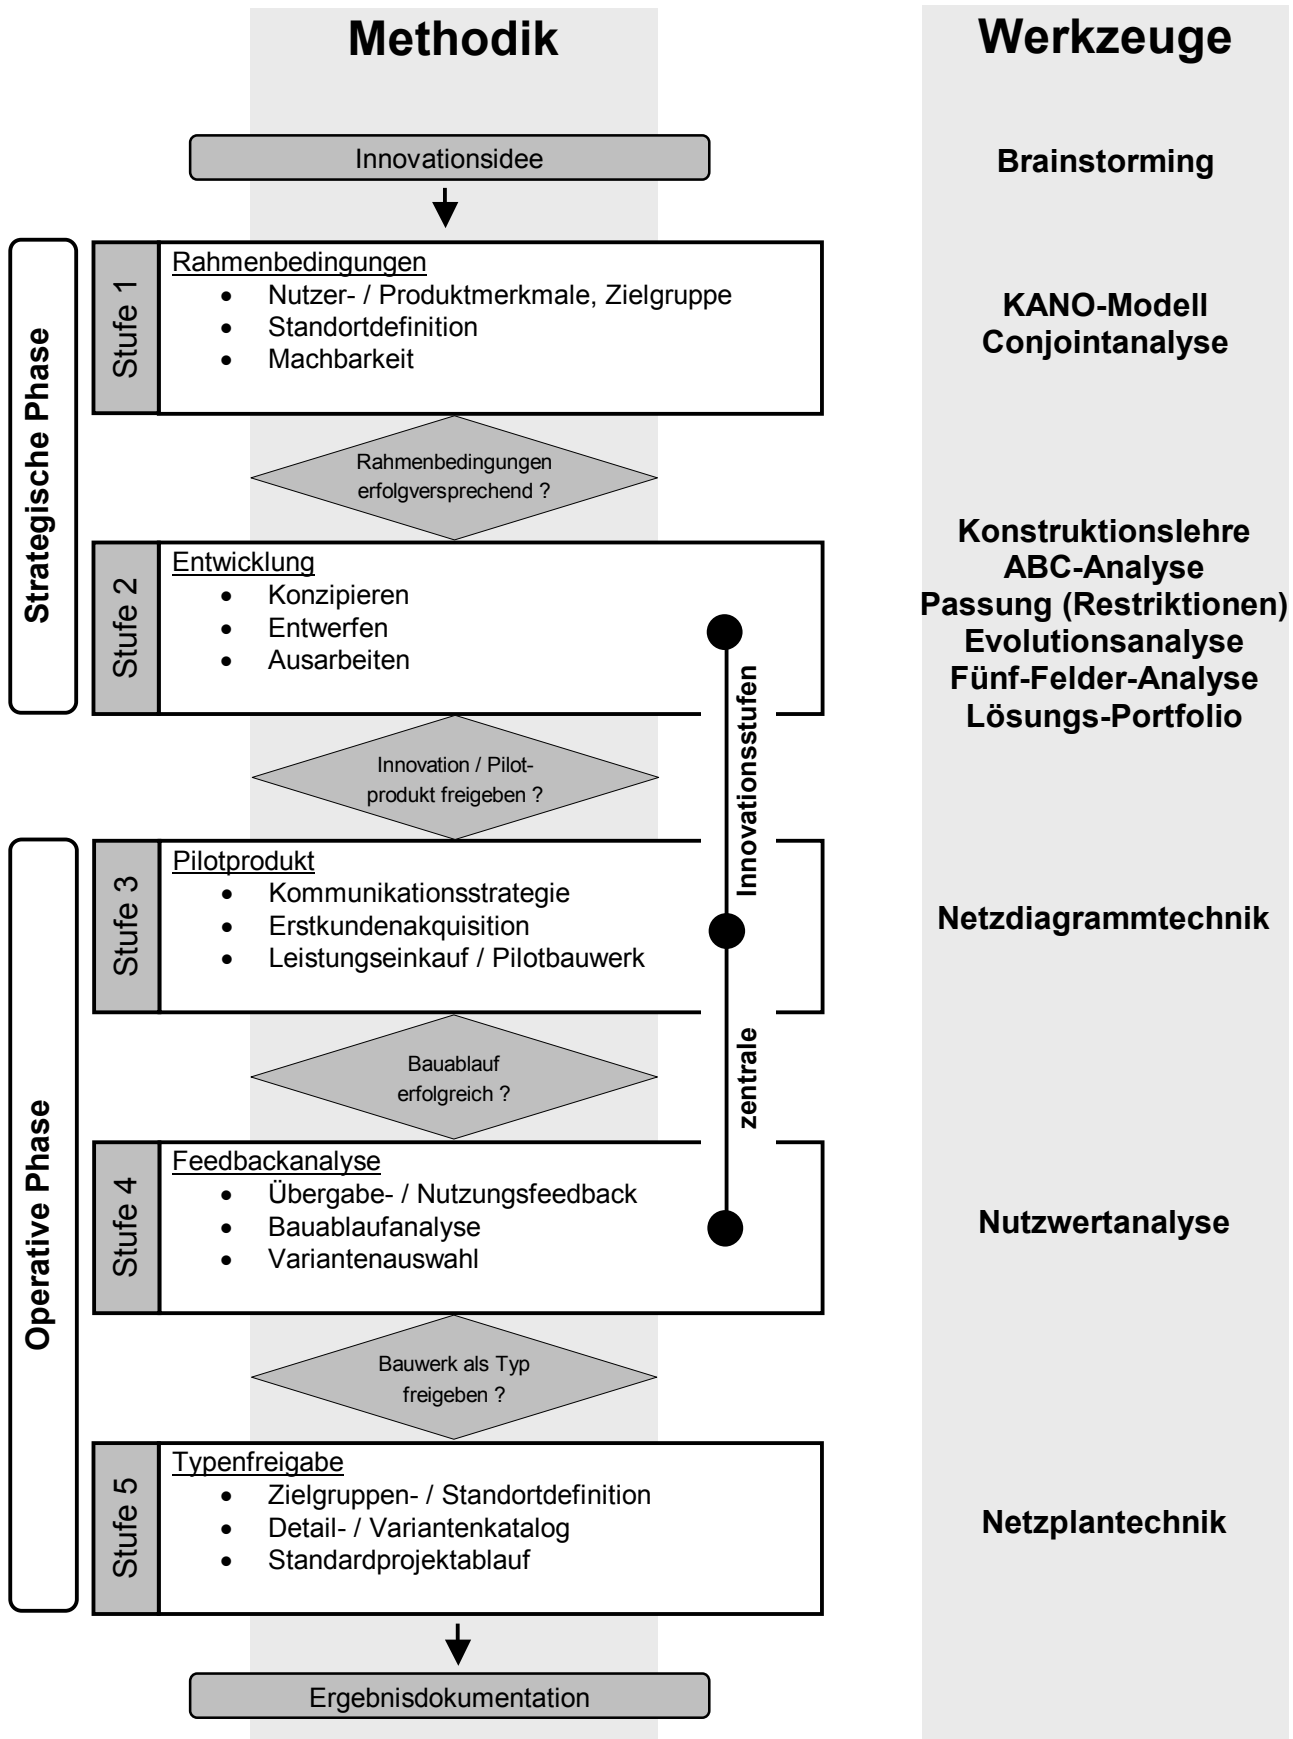 Methodik
Werkzeuge
Innovationsidee
Brainstorming
Strategische Phase
Stufe 1
Rahmenbedingungen
• Nutzer- / Produktmerkmale, Zielgruppe
• Standortdefinition
• Machbarkeit
KANO-Modell
Conjointanalyse
Rahmenbedingungen
erfolgversprechend ?
Stufe 2
Entwicklung
• Konzipieren
• Entwerfen
• Ausarbeiten
Konstruktionslehre
ABC-Analyse
Passung (Restriktionen)
Evolutionsanalyse
Fünf-Felder-Analyse
Lösungs-Portfolio
Innovation / Pilot-
produkt freigeben ?
zentrale Innovationsstufen
Operative Phase
Stufe 3
Pilotprodukt
• Kommunikationsstrategie
• Erstkundenakquisition
• Leistungseinkauf / Pilotbauwerk
Netzdiagrammtechnik
Bauablauf
erfolgreich ?
Stufe 4
Feedbackanalyse
• Übergabe- / Nutzungsfeedback
• Bauablaufanalyse
• Variantenauswahl
Nutzwertanalyse
Bauwerk als Typ
freigeben ?
Stufe 5
Typenfreigabe
• Zielgruppen- / Standortdefinition
• Detail- / Variantenkatalog
• Standardprojektablauf
Netzplantechnik
Ergebnisdokumentation